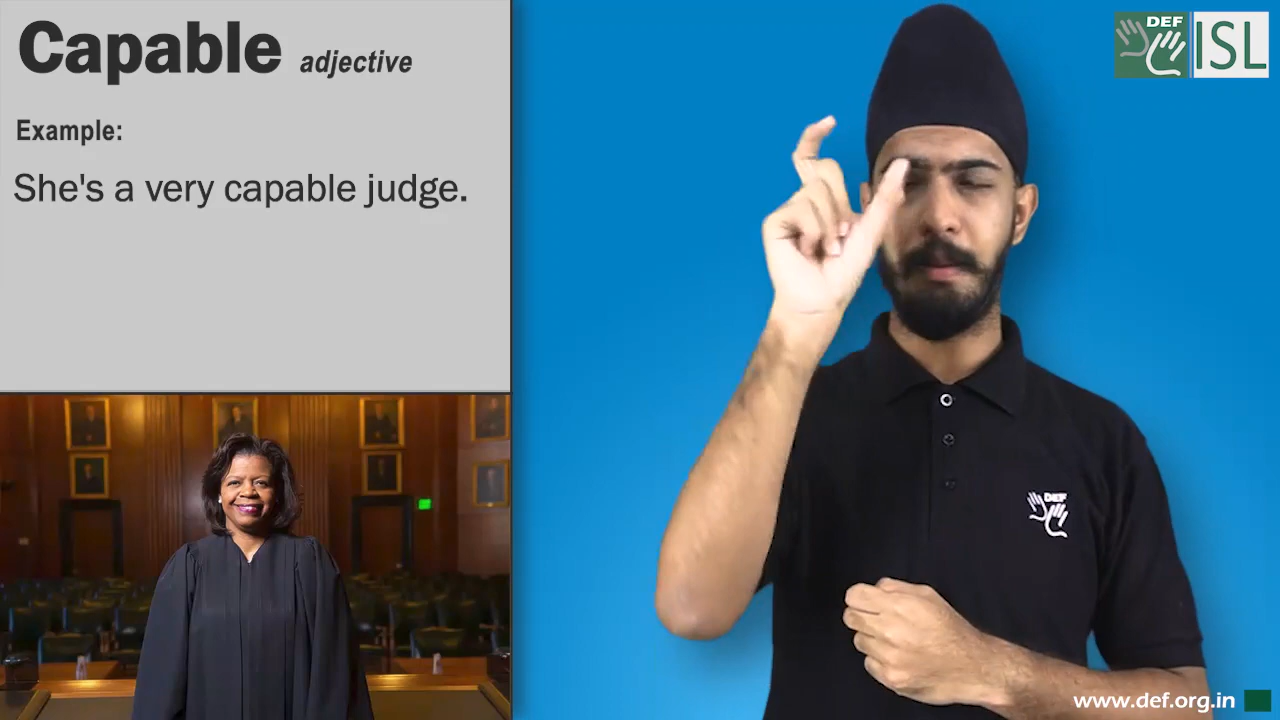 Capable adjective
Example:
She's a very capable judge.
DEF
ISL
DEF
www.def.org.in